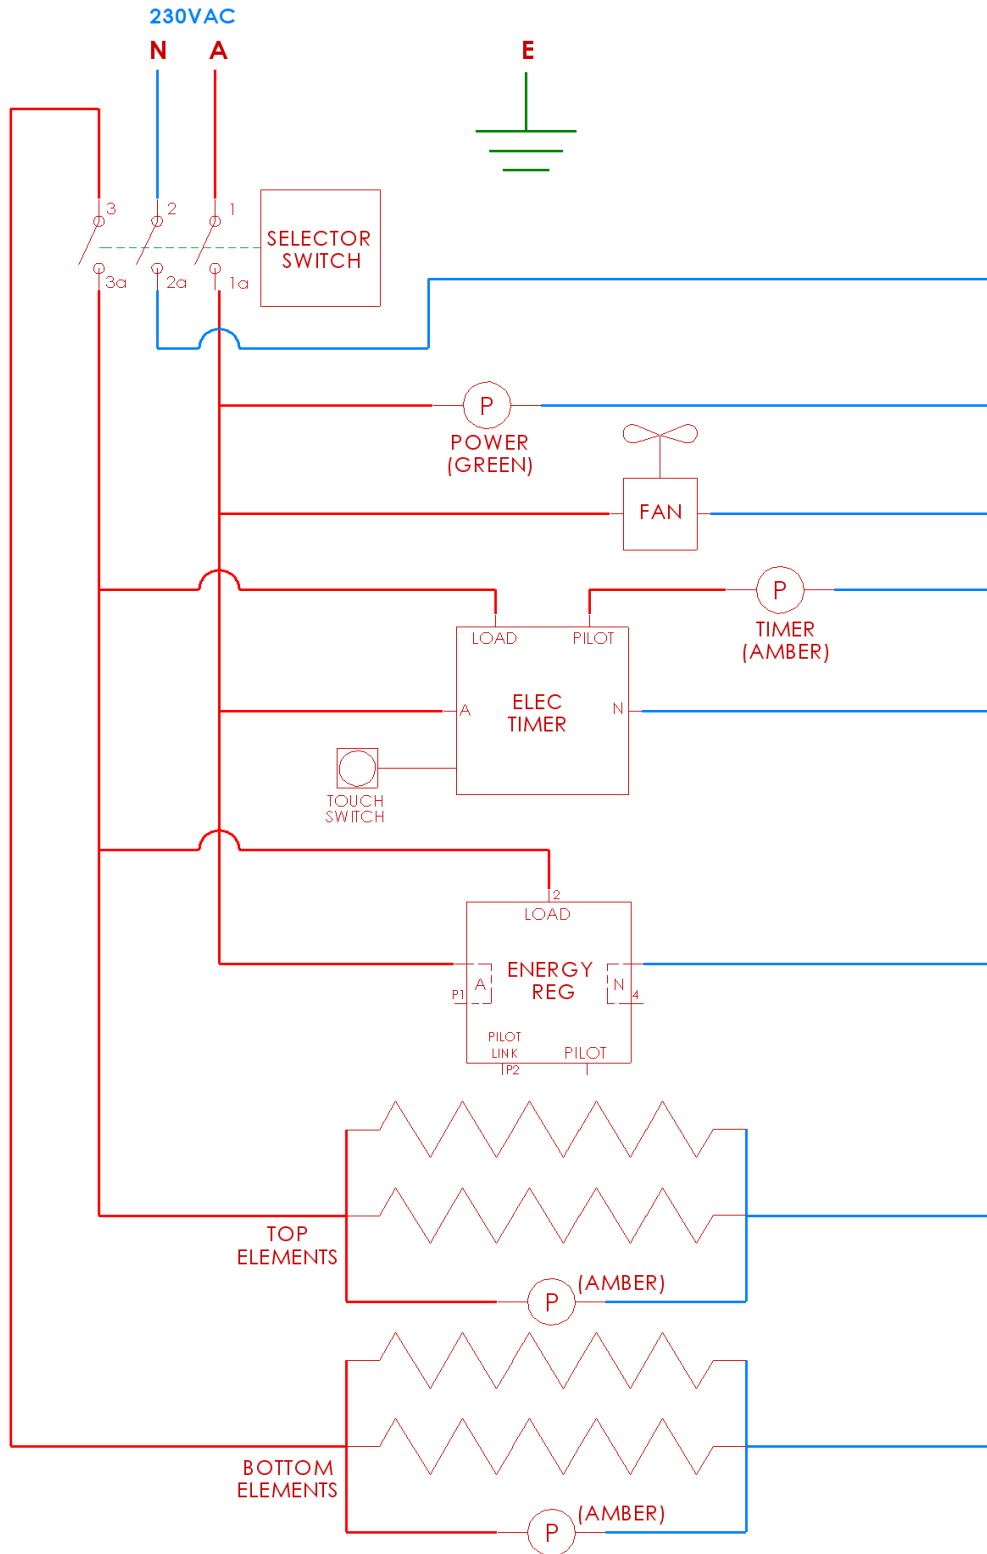 230VAC
N A E
3 2 1
SELECTOR
SWITCH
3a 2a 1a
P
POWER
(GREEN)
FAN
P
TIMER
(AMBER)
LOAD PILOT
ELEC
TIMER
A N
TOUCH
SWITCH
2
LOAD
ENERGY
REG
A N
P1 4
PILOT
LINK
PILOT
P2
TOP
ELEMENTS
(AMBER)
P
BOTTOM
ELEMENTS
(AMBER)
P